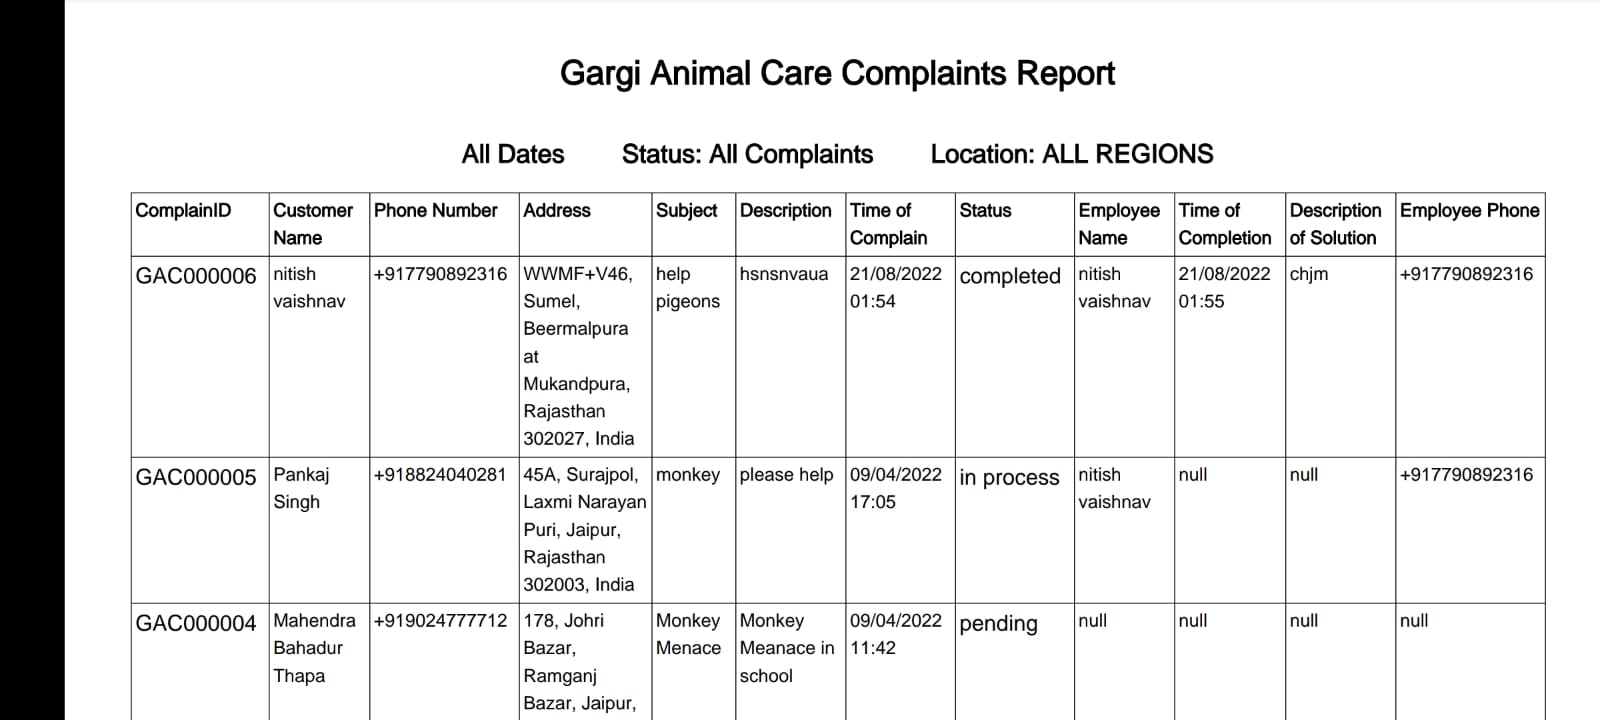 Gargi Animal Care Complaints Report
All Dates Status: All Complaints Location: ALL REGIONS
ComplainID Customer Name Phone Number Address Subject Description Time of Complain Status Employee Name Time of Completion Description of Solution Employee Phone
GAC000006 nitish vaishnav +917790892316 WWMF+V46, Sumel, Beermalpura at Mukandpura, Rajasthan 302027, India help pigeons hsnsnvaua 21/08/2022 01:54 completed nitish vaishnav 21/08/2022 01:55 chjm +917790892316
GAC000005 Pankaj Singh +918824040281 45A, Surajpol, Laxmi Narayan Puri, Jaipur, Rajasthan 302003, India monkey please help 09/04/2022 17:05 in process nitish vaishnav null null +917790892316
GAC000004 Mahendra Bahadur Thapa +919024777712 178, Johri Bazar, Ramganj Bazar, Jaipur, Monkey Menace Monkey Meanace in school 09/04/2022 11:42 pending null null null null